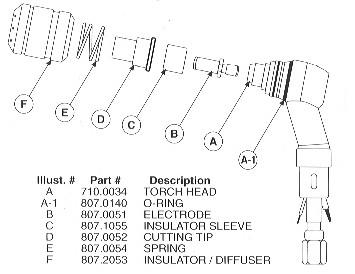 F
E
D
C
B
A
A-1
Illust. # Part # Description
A 710.0034 TORCH HEAD
A-1 807.0140 O-RING
B 807.0051 ELECTRODE
C 807.1055 INSULATOR SLEEVE
D 807.0052 CUTTING TIP
E 807.0054 SPRING
F 807.2053 INSULATOR / DIFFUSER